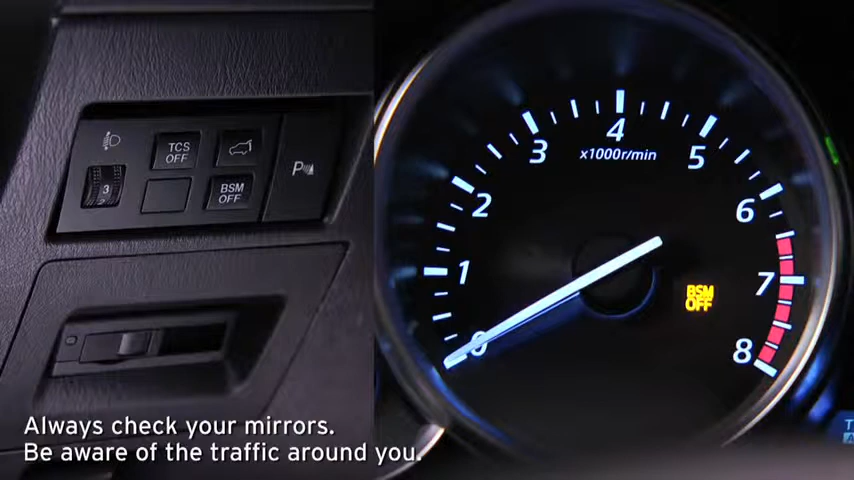 TCS
OFF
3
2
BSM
OFF
P
0
1
2
3
4
5
6
7
8
x1000r/min
BSM
OFF
Always check your mirrors.
Be aware of the traffic around you.